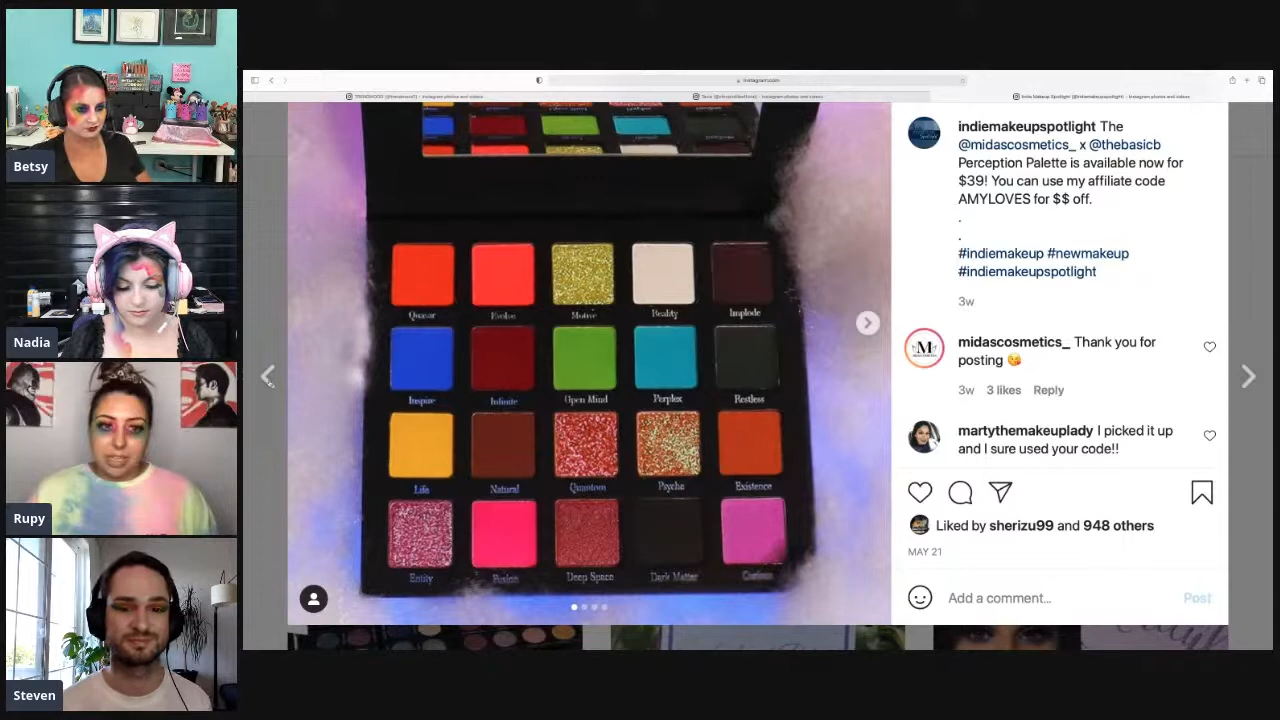 Betsy
Nadia
Rupy
Steven
instagram.com
Evolve
Motive
Reality
Implode
Inspire
Infinite
Open Mind
Perplex
Restless
Life
Natural
Quantum
Psyche
Existence
Entity
Fusion
Deep Space
Dark Matter
indiemakeupspotlight The
@midascosmetics_ x @thebasicb
Perception Palette is available now for
$39! You can use my affiliate code
AMYLOVES for $$ off.
.
.
#indiemakeup #newmakeup
#indiemakeupspotlight
3w
midascosmetics_ Thank you for
posting 😘
3w 3 likes Reply
martythemakeuplady I picked it up
and I sure used your code!!
Liked by sherizu99 and 948 others
MAY 21
Add a comment...
Post